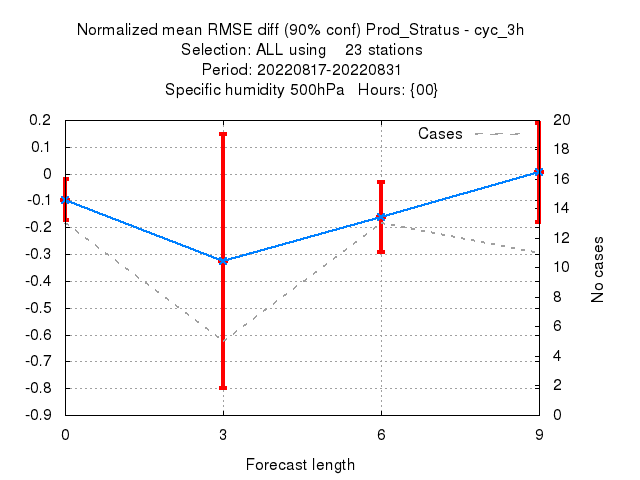 Normalized mean RMSE diff (90% conf) Prod_Stratus - cyc_3h
Selection: ALL using    23 stations
Period: 20220817-20220831
Specific humidity 500hPa   Hours: {00}
Cases
0.2
0.1
0
-0.1
-0.2
-0.3
-0.4
-0.5
-0.6
-0.7
-0.8
-0.9
20
18
16
14
12
10
8
6
4
2
0
No cases
0 3 6 9
Forecast length